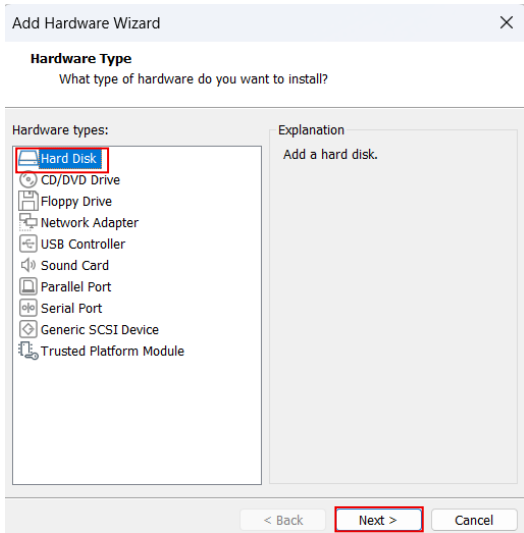 Add Hardware Wizard
Hardware Type
What type of hardware do you want to install?
Hardware types:
Hard Disk
CD/DVD Drive
Floppy Drive
Network Adapter
USB Controller
Sound Card
Parallel Port
Serial Port
Generic SCSI Device
Trusted Platform Module
Explanation
Add a hard disk.
< Back
Next >
Cancel